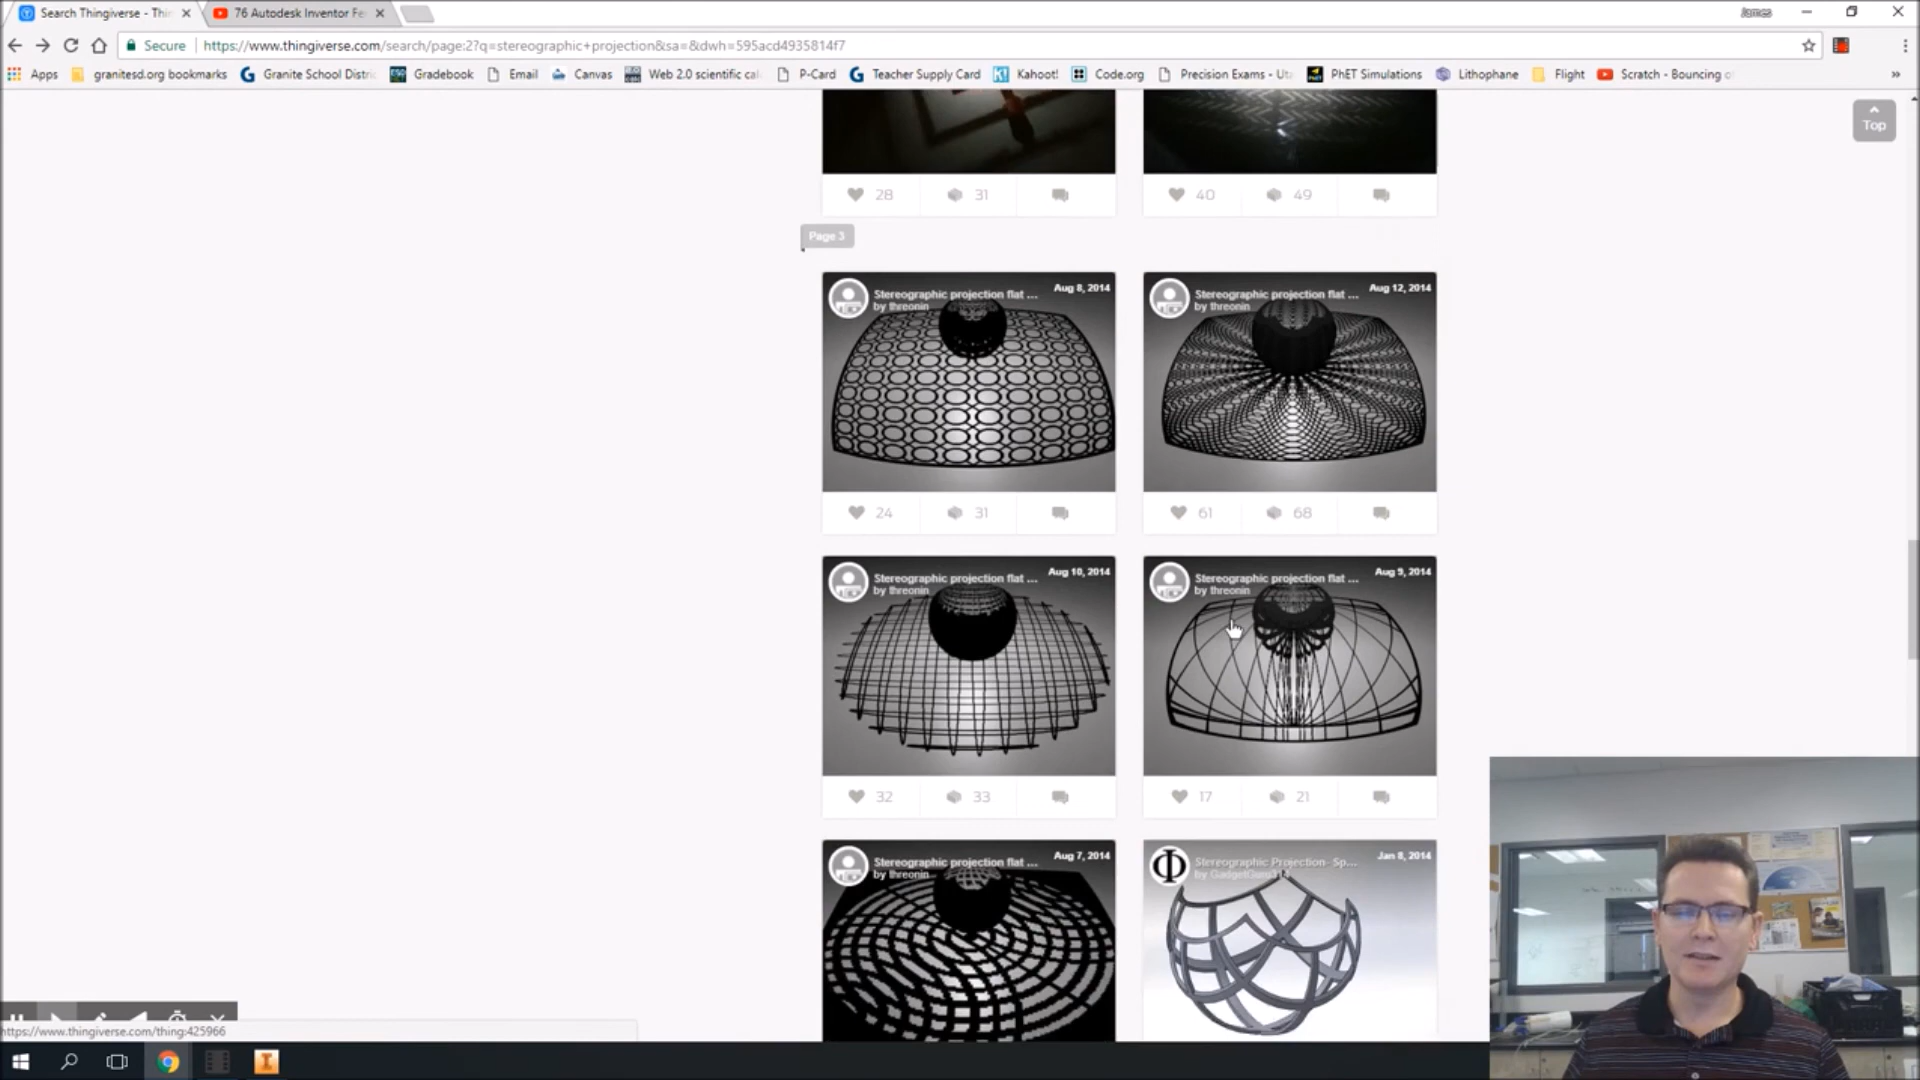 Search Thingiverse - Thi
76 Autodesk Inventor Fe
James
Secure
https://www.thingiverse.com/search/page:2?q=stereographic+projection&sa=&dwh=595acd4935814f7
Apps
granitesd.org bookmarks
Granite School Distric
Gradebook
Email
Canvas
Web 2.0 scientific cal
P-Card
Teacher Supply Card
Kahoot!
Code.org
Precision Exams - Uta
PhET Simulations
Lithophane
Flight
Scratch - Bouncing o
Top
28
31
40
49
Page 3
Stereographic projection flat ...
by threonin
Aug 8, 2014
Stereographic projection flat ...
by threonin
Aug 12, 2014
24
31
61
68
Stereographic projection flat ...
by threonin
Aug 10, 2014
Stereographic projection flat ...
by threonin
Aug 9, 2014
32
33
17
21
Stereographic projection flat ...
by threonin
Aug 7, 2014
Stereographic Projection- Sp...
Jan 8, 2014
https://www.thingiverse.com/thing:425966